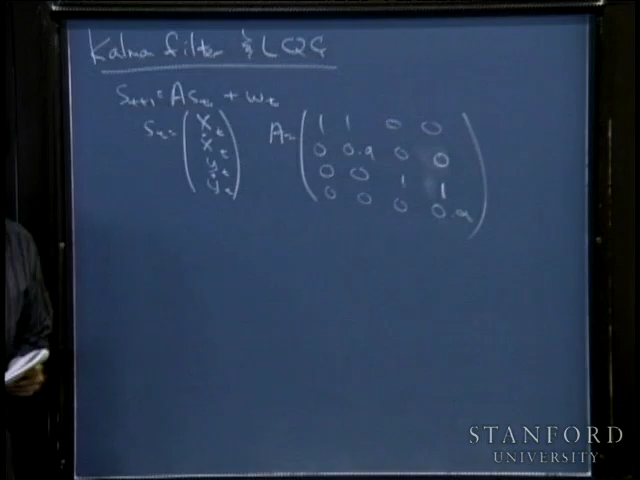 Kalman filter & LQG
St+1 = A St + wt
St = (xt ẋt yt ẏt)
A = (1 1 0 0
0 0.9 0 0
0 0 1 1
0 0 0 0.9)
STANFORD
UNIVERSITY